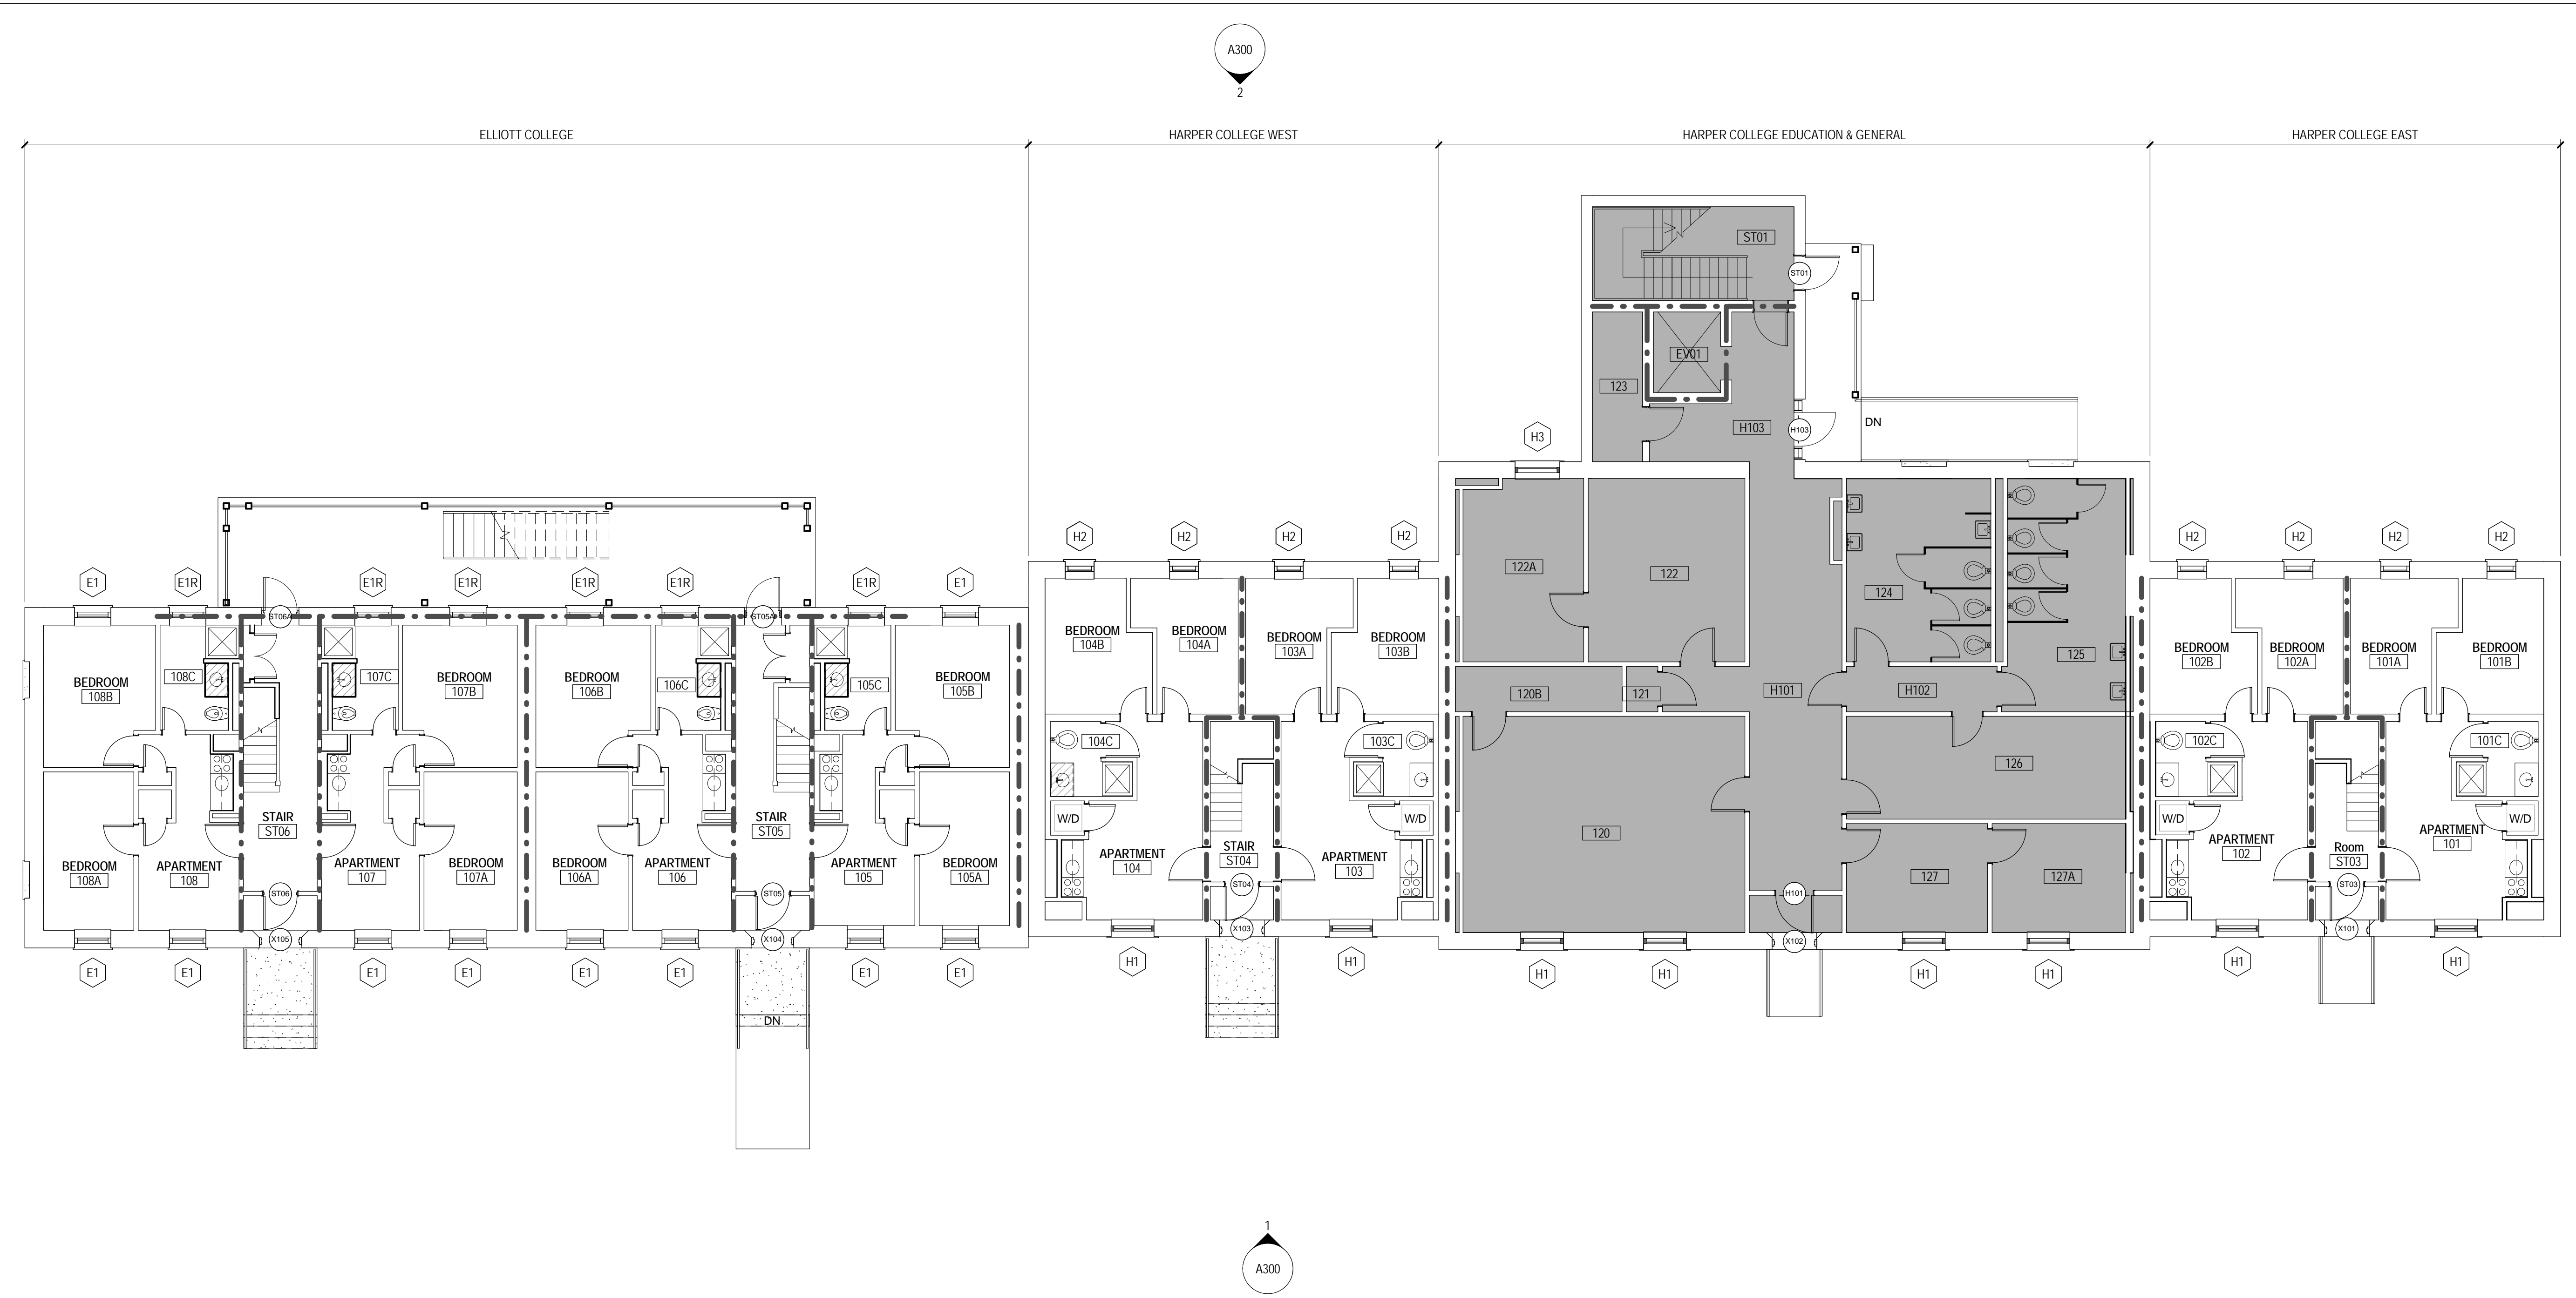 A300
2
ELLIOTT COLLEGE
HARPER COLLEGE WEST
HARPER COLLEGE EDUCATION & GENERAL
HARPER COLLEGE EAST
ST01
ST01
EV01
123
H103
H103
DN
H3
H2
H2
H2
H2
H2
H2
H2
H2
E1
E1R
E1R
E1R
E1R
E1R
E1R
E1
ST06A
ST05A
122A
122
124
125
BEDROOM
104B
BEDROOM
104A
BEDROOM
103A
BEDROOM
103B
BEDROOM
102B
BEDROOM
102A
BEDROOM
101A
BEDROOM
101B
BEDROOM
108B
108C
107C
BEDROOM
107B
BEDROOM
106B
106C
105C
BEDROOM
105B
120B
121
H101
H102
104C
103C
102C
101C
126
W/D
W/D
W/D
W/D
STAIR
ST06
STAIR
ST05
120
BEDROOM
108A
APARTMENT
108
APARTMENT
107
BEDROOM
107A
BEDROOM
106A
APARTMENT
106
APARTMENT
105
BEDROOM
105A
APARTMENT
104
STAIR
ST04
APARTMENT
103
127
127A
APARTMENT
102
Room
ST03
APARTMENT
101
ST06
ST05
ST04
H101
ST03
X105
X104
X103
X102
X101
E1
E1
E1
E1
E1
E1
E1
E1
H1
H1
H1
H1
H1
H1
H1
H1
DN
1
A300